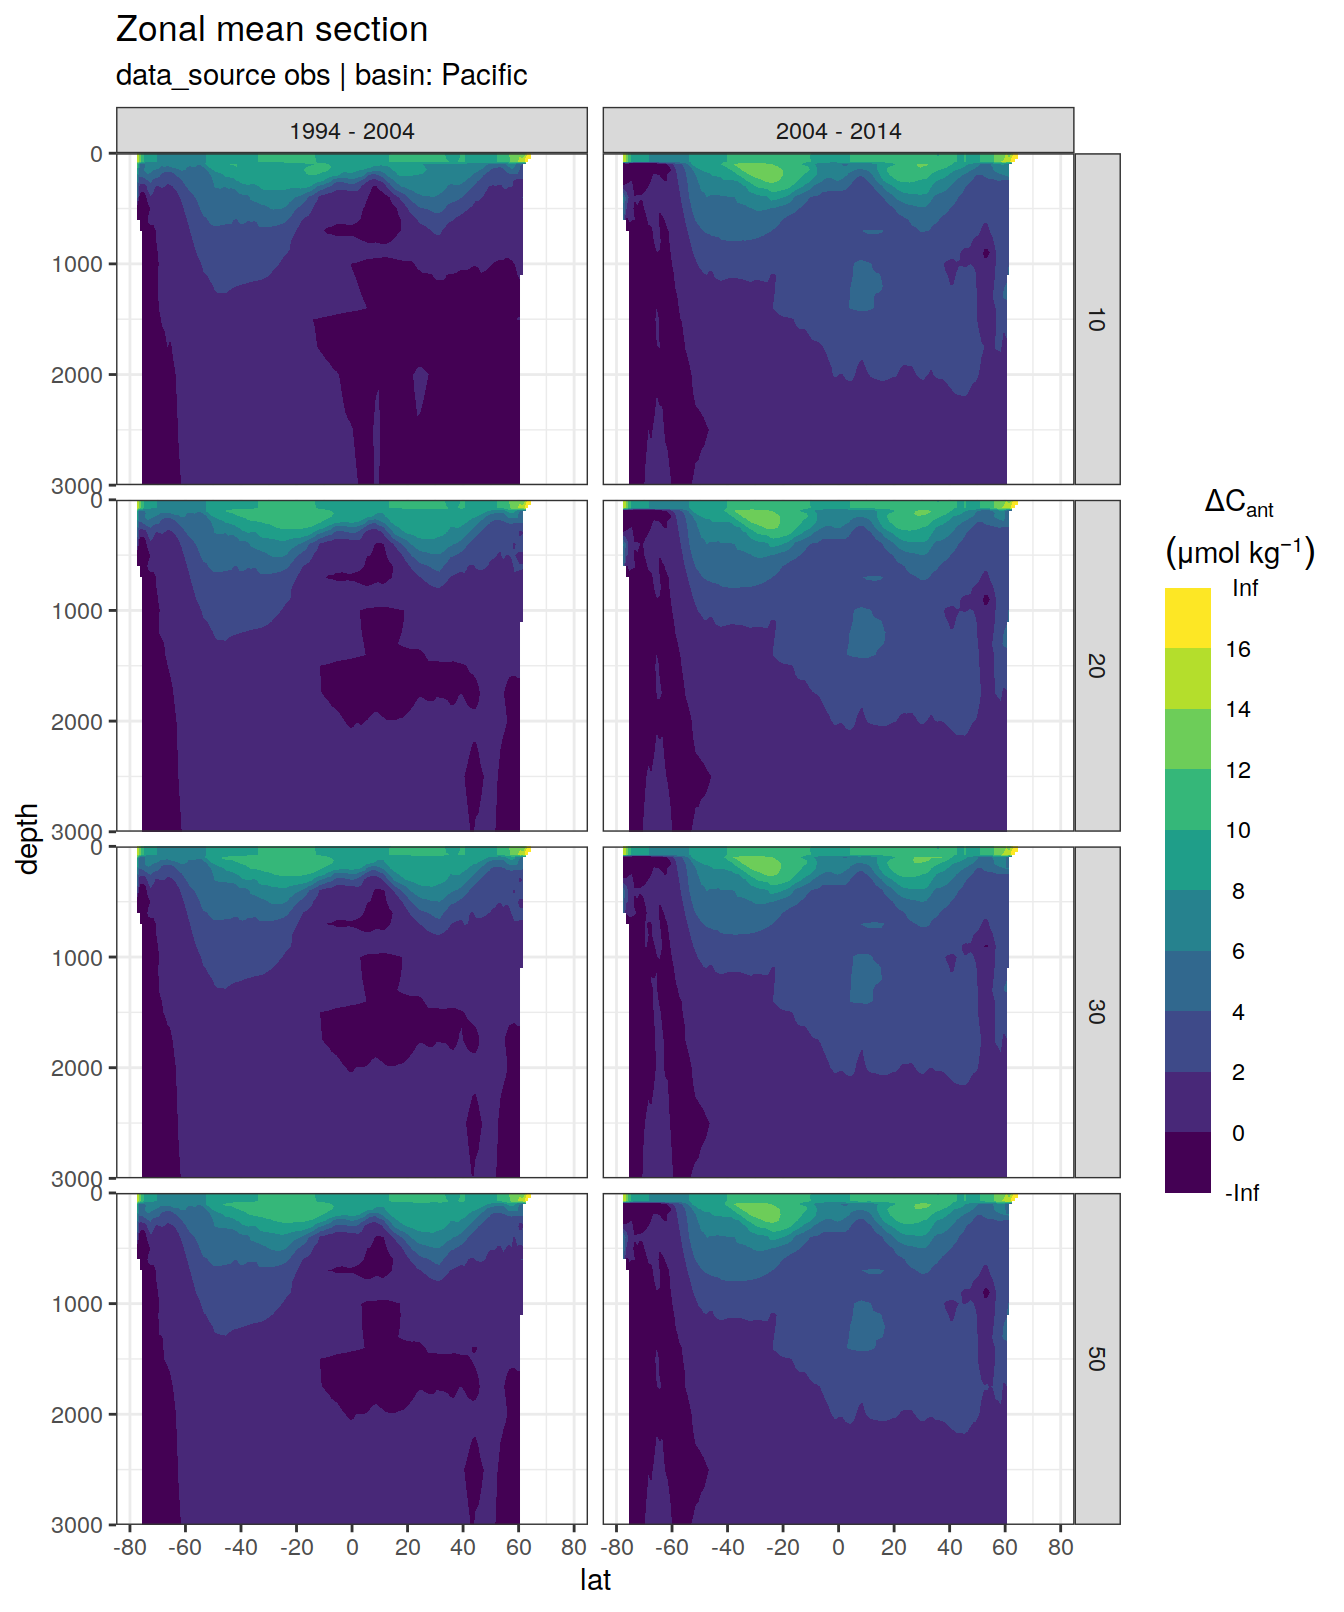 Zonal mean section
data_source obs | basin: Pacific
1994 - 2004
2004 - 2014
0
1000
2000
3000
10
0
1000
2000
3000
20
0
1000
2000
3000
30
0
1000
2000
3000
50
-80 -60 -40 -20 0 20 40 60 80
-80 -60 -40 -20 0 20 40 60 80
lat
depth
ΔCant
(μmol kg⁻¹)
Inf
16
14
12
10
8
6
4
2
0
-Inf